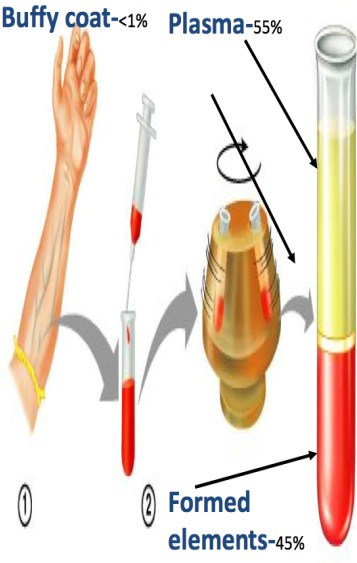 Buffy coat-<1%
Plasma-55%
1
2
Formed
elements-45%